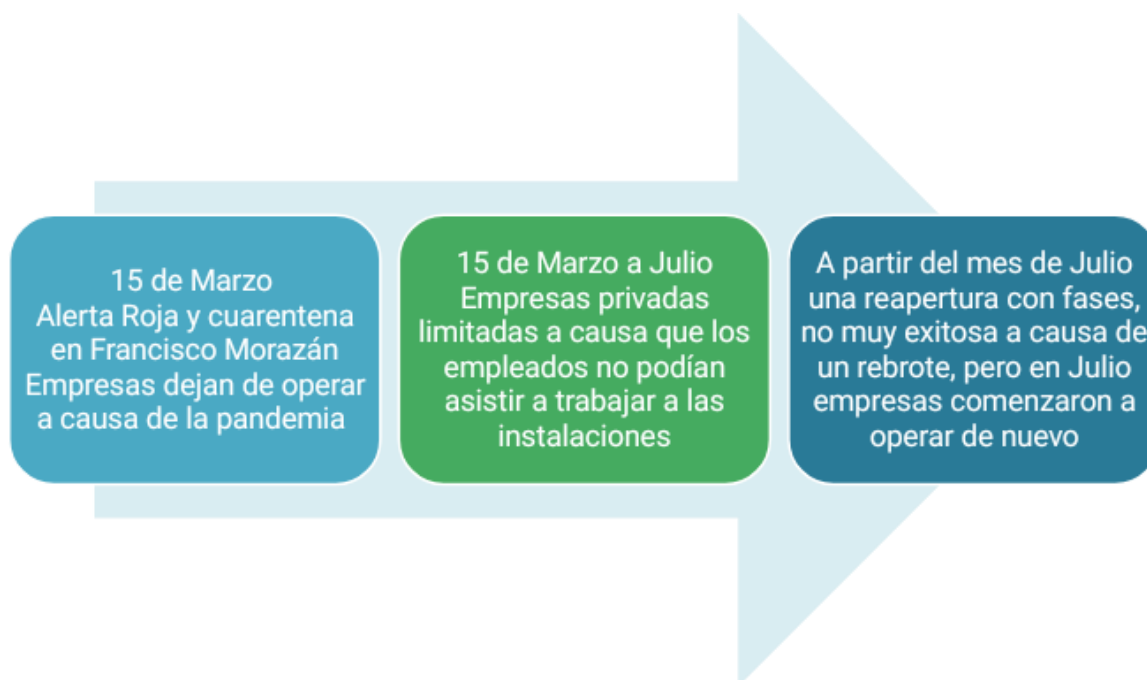 15 de Marzo
Alerta Roja y cuarentena
en Francisco Morazán
Empresas dejan de operar
a causa de la pandemia
15 de Marzo a Julio
Empresas privadas
limitadas a causa que los
empleados no podían
asistir a trabajar a las
instalaciones
A partir del mes de Julio
una reapertura con fases,
no muy exitosa a causa de
un rebrote, pero en Julio
empresas comenzaron a
operar de nuevo